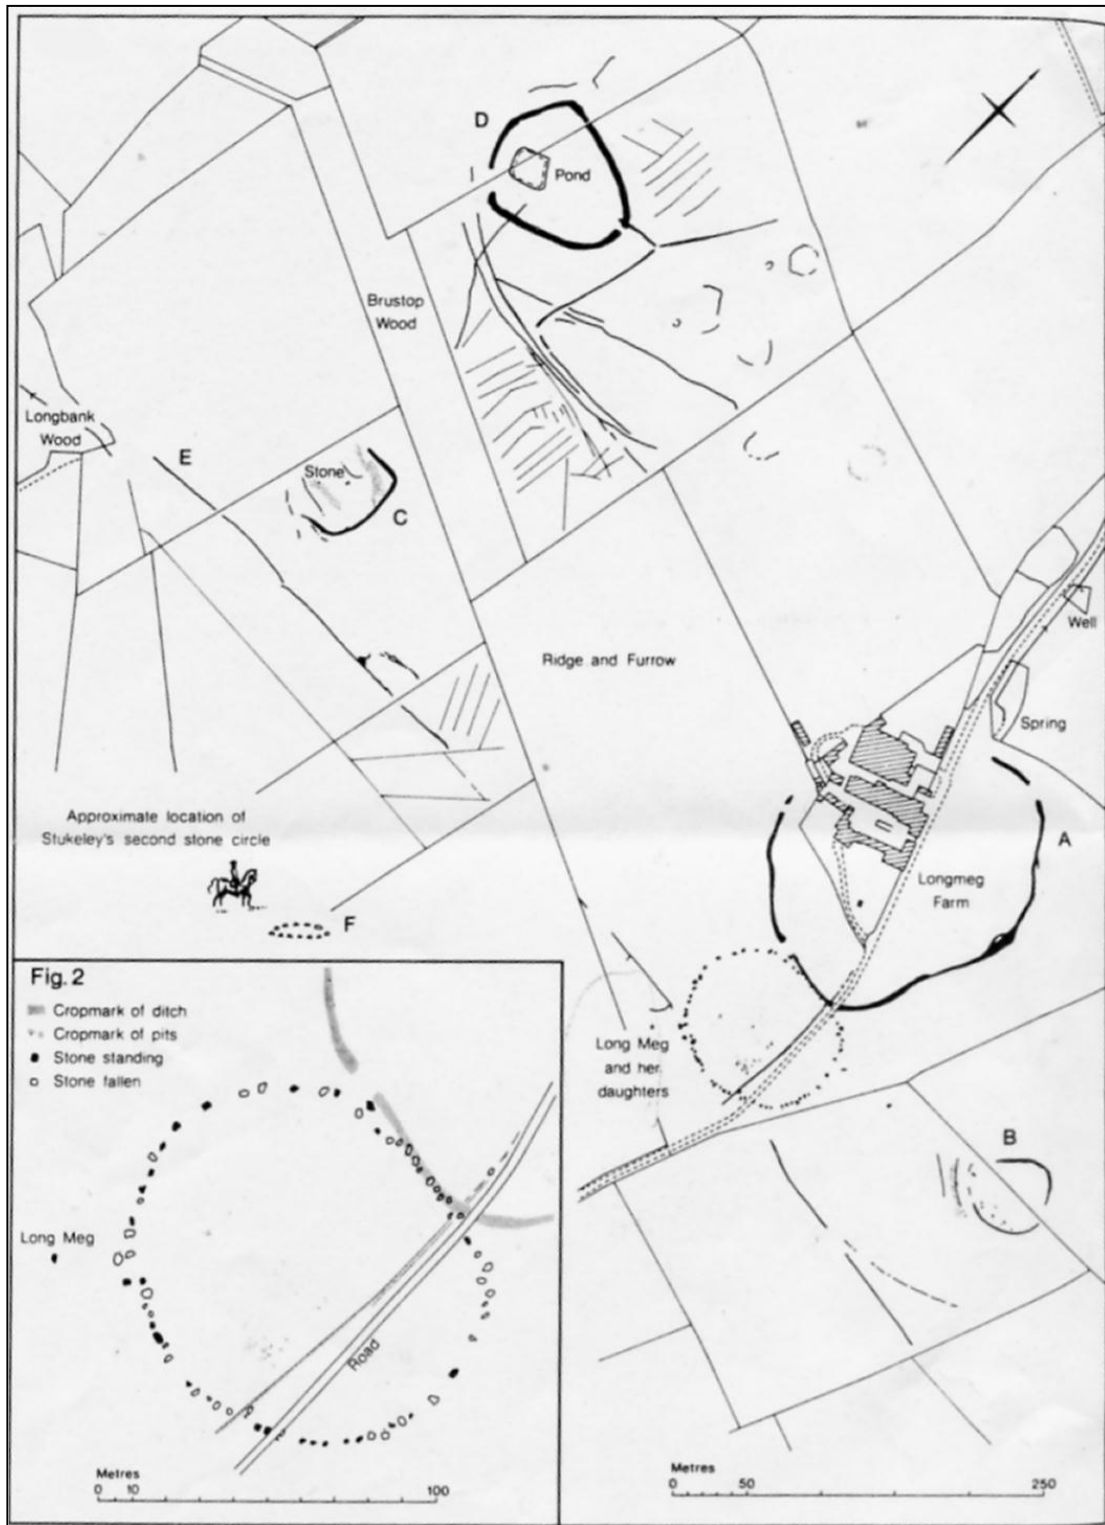 D
Pond
Brustop
Wood
Longbank
Wood
E
Stone
C
Well
Ridge and Furrow
Spring
Approximate location of
Stukeley's second stone circle
A
Longmeg
Farm
F
Fig. 2
Cropmark of ditch
Cropmark of pits
Stone standing
Stone fallen
Long Meg
and her
daughters
B
Long Meg
Road
Metres
0 10 100
Metres
0 50 250